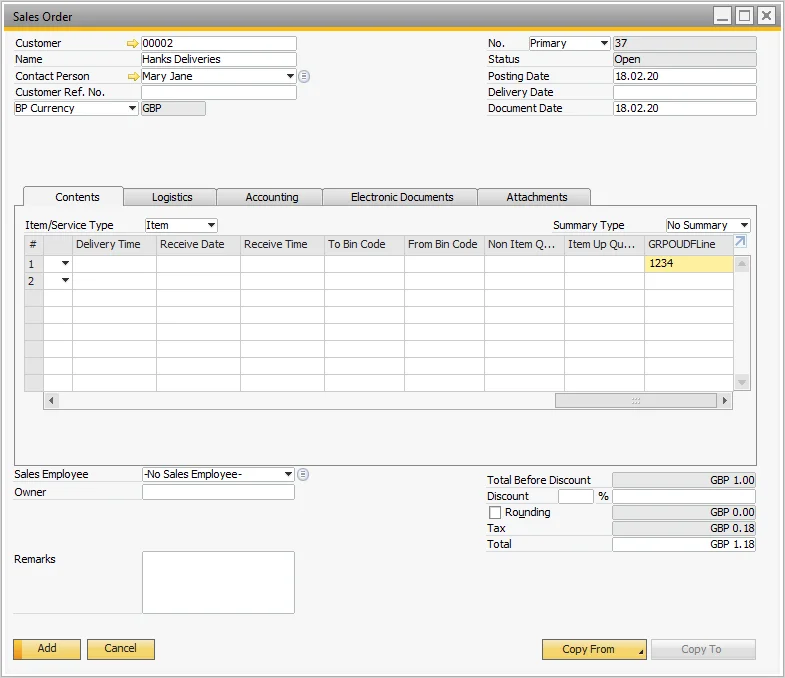 Sales Order
Customer 00002 No. Primary 37
Name Hanks Deliveries Status Open
Contact Person Mary Jane Posting Date 18.02.20
Customer Ref. No. Delivery Date
BP Currency GBP Document Date 18.02.20
Contents Logistics Accounting Electronic Documents Attachments
Item/Service Type Item Summary Type No Summary
# Delivery Time Receive Date Receive Time To Bin Code From Bin Code Non Item Q... Item Up Qu... GRPOUDFLine
1 1234
2
Sales Employee -No Sales Employee- Total Before Discount GBP 1.00
Owner Discount %
Rounding GBP 0.00
Tax GBP 0.18
Total GBP 1.18
Remarks
Add Cancel Copy From Copy To